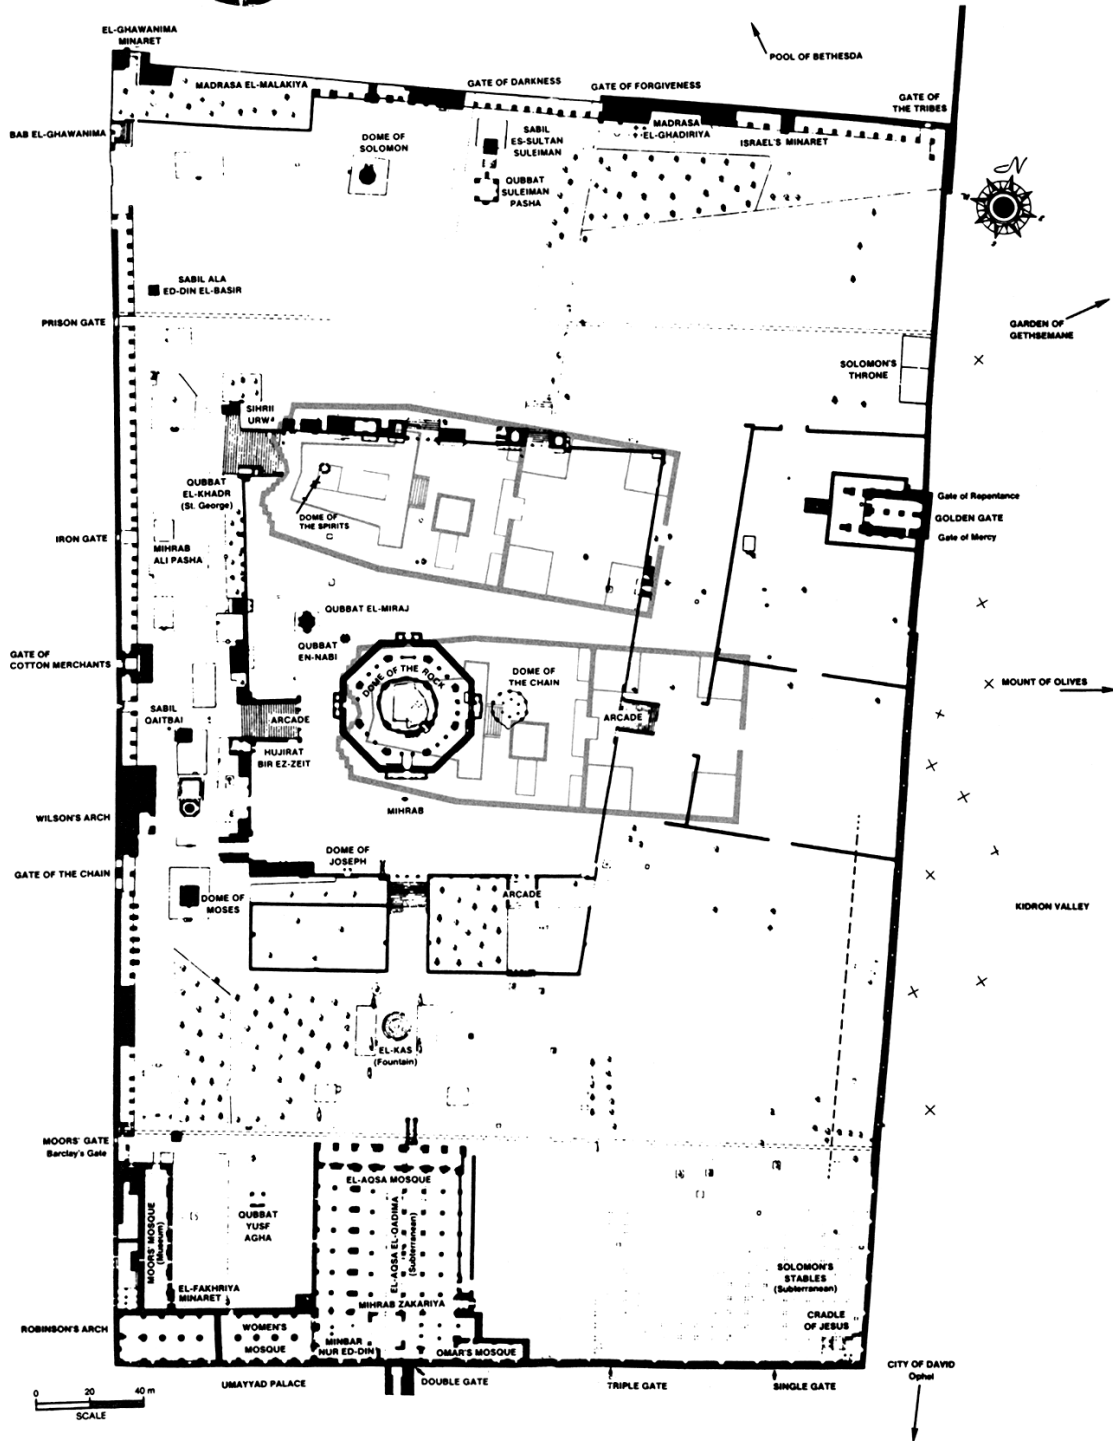 EL-GHAWANIMA
MINARET
POOL OF BETHESDA
MADRASA EL-MALAKIYA
GATE OF DARKNESS
GATE OF FORGIVENESS
GATE OF
THE TRIBES
BAB EL-GHAWANIMA
DOME OF
SOLOMON
SABIL
ES-SULTAN
SULEIMAN
MADRASA
EL-GHADIRIYA
ISRAEL'S MINARET
QUBBAT
SULEIMAN
PASHA
N
SABIL ALA
ED-DIN EL-BASIR
PRISON GATE
GARDEN OF
GETHSEMANE
SOLOMON'S
THRONE
SIHRIJ
URW
QUBBAT
EL-KHADR
(St. George)
DOME OF
THE SPIRITS
Gate of Repentance
GOLDEN GATE
Gate of Mercy
IRON GATE
MIHRAB
ALI PASHA
QUBBAT EL-MIRAJ
QUBBAT
EN-NABI
GATE OF
COTTON MERCHANTS
DOME OF THE ROCK
DOME OF
THE CHAIN
MOUNT OF OLIVES
SABIL
QAITBAI
ARCADE
ARCADE
HUJIRAT
BIR EZ-ZEIT
MIHRAB
WILSON'S ARCH
DOME OF
JOSEPH
GATE OF THE CHAIN
DOME OF
MOSES
ARCADE
KIDRON VALLEY
EL-KAS
(Fountain)
MOORS' GATE
Barclay's Gate
EL-AQSA MOSQUE
MOORS' MOSQUE
(Museum)
QUBBAT
YUSF
AGHA
EL-AQSA EL-QADIMA
(Subterranean)
SOLOMON'S
STABLES
(Subterranean)
EL-FAKHRIYA
MINARET
MIHRAB ZAKARIYA
CRADLE
OF JESUS
ROBINSON'S ARCH
WOMEN'S
MOSQUE
MINBAR
NUR ED-DIN
OMAR'S MOSQUE
CITY OF DAVID
Ophel
UMAYYAD PALACE
DOUBLE GATE
TRIPLE GATE
SINGLE GATE
0 20 40 m
SCALE